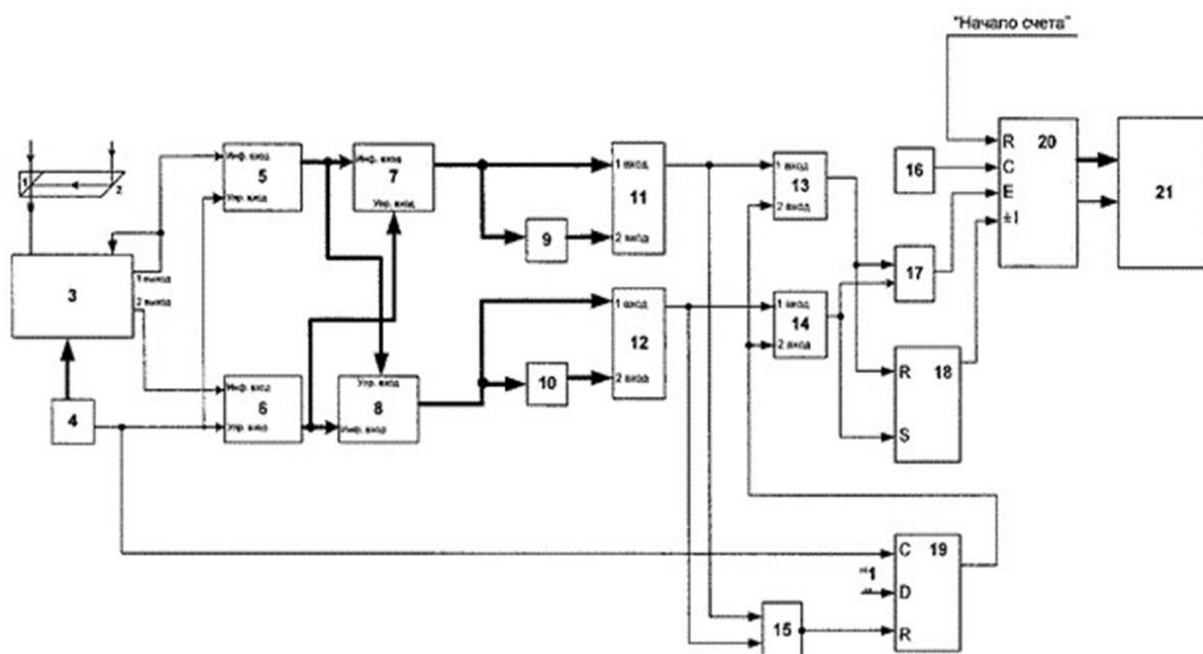 "Начало счета"
R
C
E
±1
20
21
16
17
1
2
3
1 выход
2 выход
4
Инф. вход
Упр. вход
5
Инф. вход
Упр. вход
6
Инф. вход
Упр. вход
7
Упр. вход
Инф. вход
8
9
10
1 вход
2 вход
11
1 вход
2 вход
12
1 вход
2 вход
13
1 вход
2 вход
14
R
S
18
C
D
R
19
"1
"
15